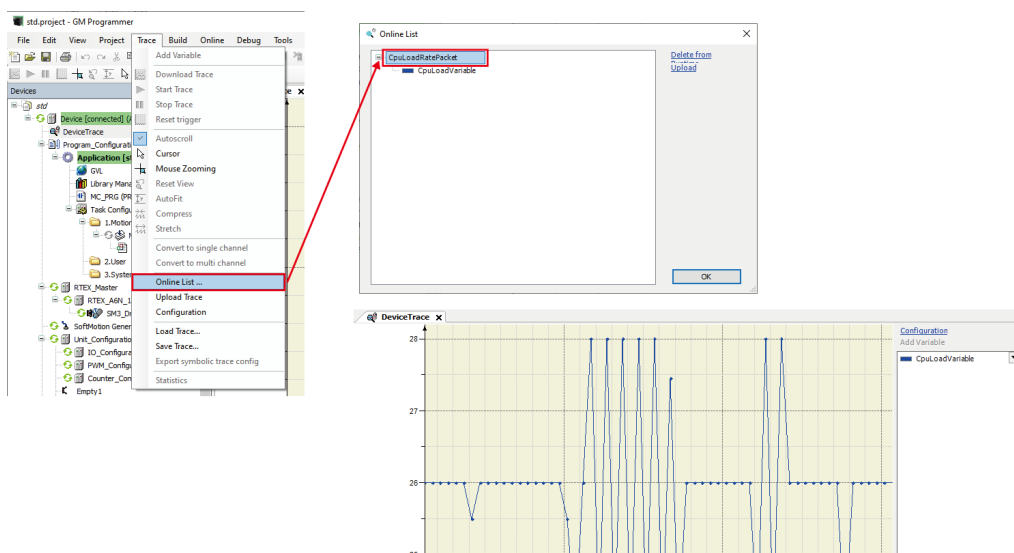 std.project - GM Programmer
File Edit View Project Trace Build Online Debug Tools
Add Variable
Download Trace
Start Trace
Stop Trace
Reset trigger
Autoscroll
Cursor
Mouse Zooming
Reset View
AutoFit
Compress
Stretch
Convert to single channel
Convert to multi channel
Online List ...
Upload Trace
Configuration
Load Trace...
Save Trace...
Export symbolic trace config
Statistics
Devices
std
Device [connected]
DeviceTrace
Program_Configurati
Application
GVL
Library Mana
MC_PRG (PR
Task Configu
1.Motion
2.User
3.System
RTEX_Master
RTEX_A6N_1
SM3_Dr
SoftMotion Gener
Unit_Configuratio
IO_Configura
PWM_Configu
Counter_Con
Empty1
Online List
CpuLoadRatePacket
CpuLoadVariable
Delete from
Upload
OK
DeviceTrace
28
27
26
Configuration
Add Variable
CpuLoadVariable